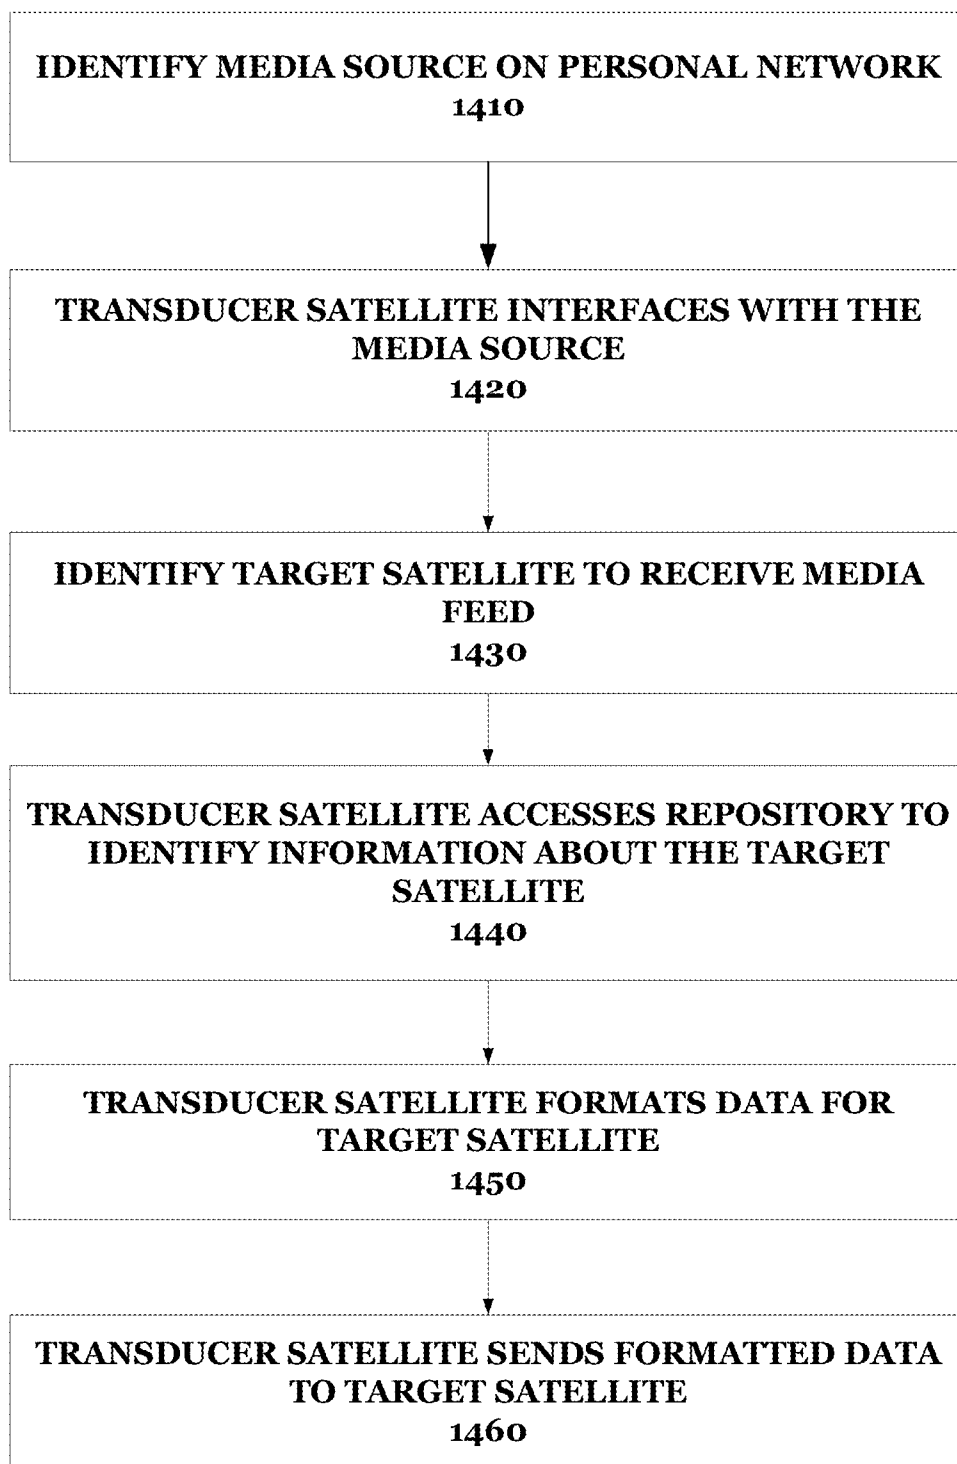 IDENTIFY MEDIA SOURCE ON PERSONAL NETWORK
1410
TRANSDUCER SATELLITE INTERFACES WITH THE
MEDIA SOURCE
1420
IDENTIFY TARGET SATELLITE TO RECEIVE MEDIA
FEED
1430
TRANSDUCER SATELLITE ACCESSES REPOSITORY TO
IDENTIFY INFORMATION ABOUT THE TARGET
SATELLITE
1440
TRANSDUCER SATELLITE FORMATS DATA FOR
TARGET SATELLITE
1450
TRANSDUCER SATELLITE SENDS FORMATTED DATA
TO TARGET SATELLITE
1460